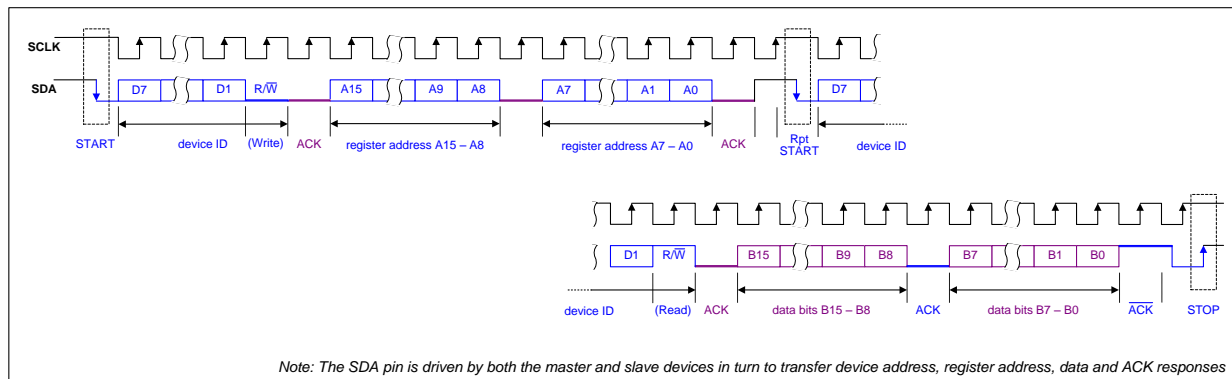 SCLK
SDA D7 D1 R/W̅ A15 A9 A8 A7 A1 A0 D7
START device ID (Write) ACK register address A15 – A8 register address A7 – A0 ACK Rpt START device ID
D1 R/W̅ B15 B9 B8 B7 B1 B0
device ID (Read) ACK data bits B15 – B8 ACK data bits B7 – B0 A̅C̅K̅ STOP
Note: The SDA pin is driven by both the master and slave devices in turn to transfer device address, register address, data and ACK responses